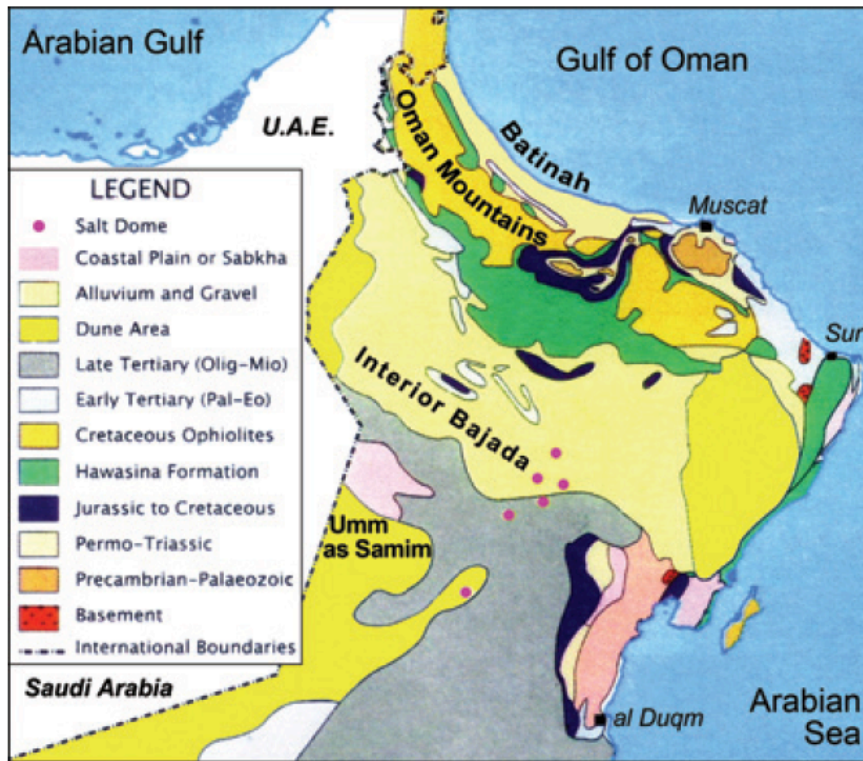 Arabian Gulf
Gulf of Oman
U.A.E.
Oman Mountains
Batinah
Muscat
Sur
LEGEND
Salt Dome
Coastal Plain or Sabkha
Alluvium and Gravel
Dune Area
Late Tertiary (Olig-Mio)
Early Tertiary (Pal-Eo)
Cretaceous Ophiolites
Hawasina Formation
Jurassic to Cretaceous
Permo-Triassic
Precambrian-Palaeozoic
Basement
International Boundaries
Interior Bajada
Umm
as Samim
Saudi Arabia
al Duqm
Arabian
Sea